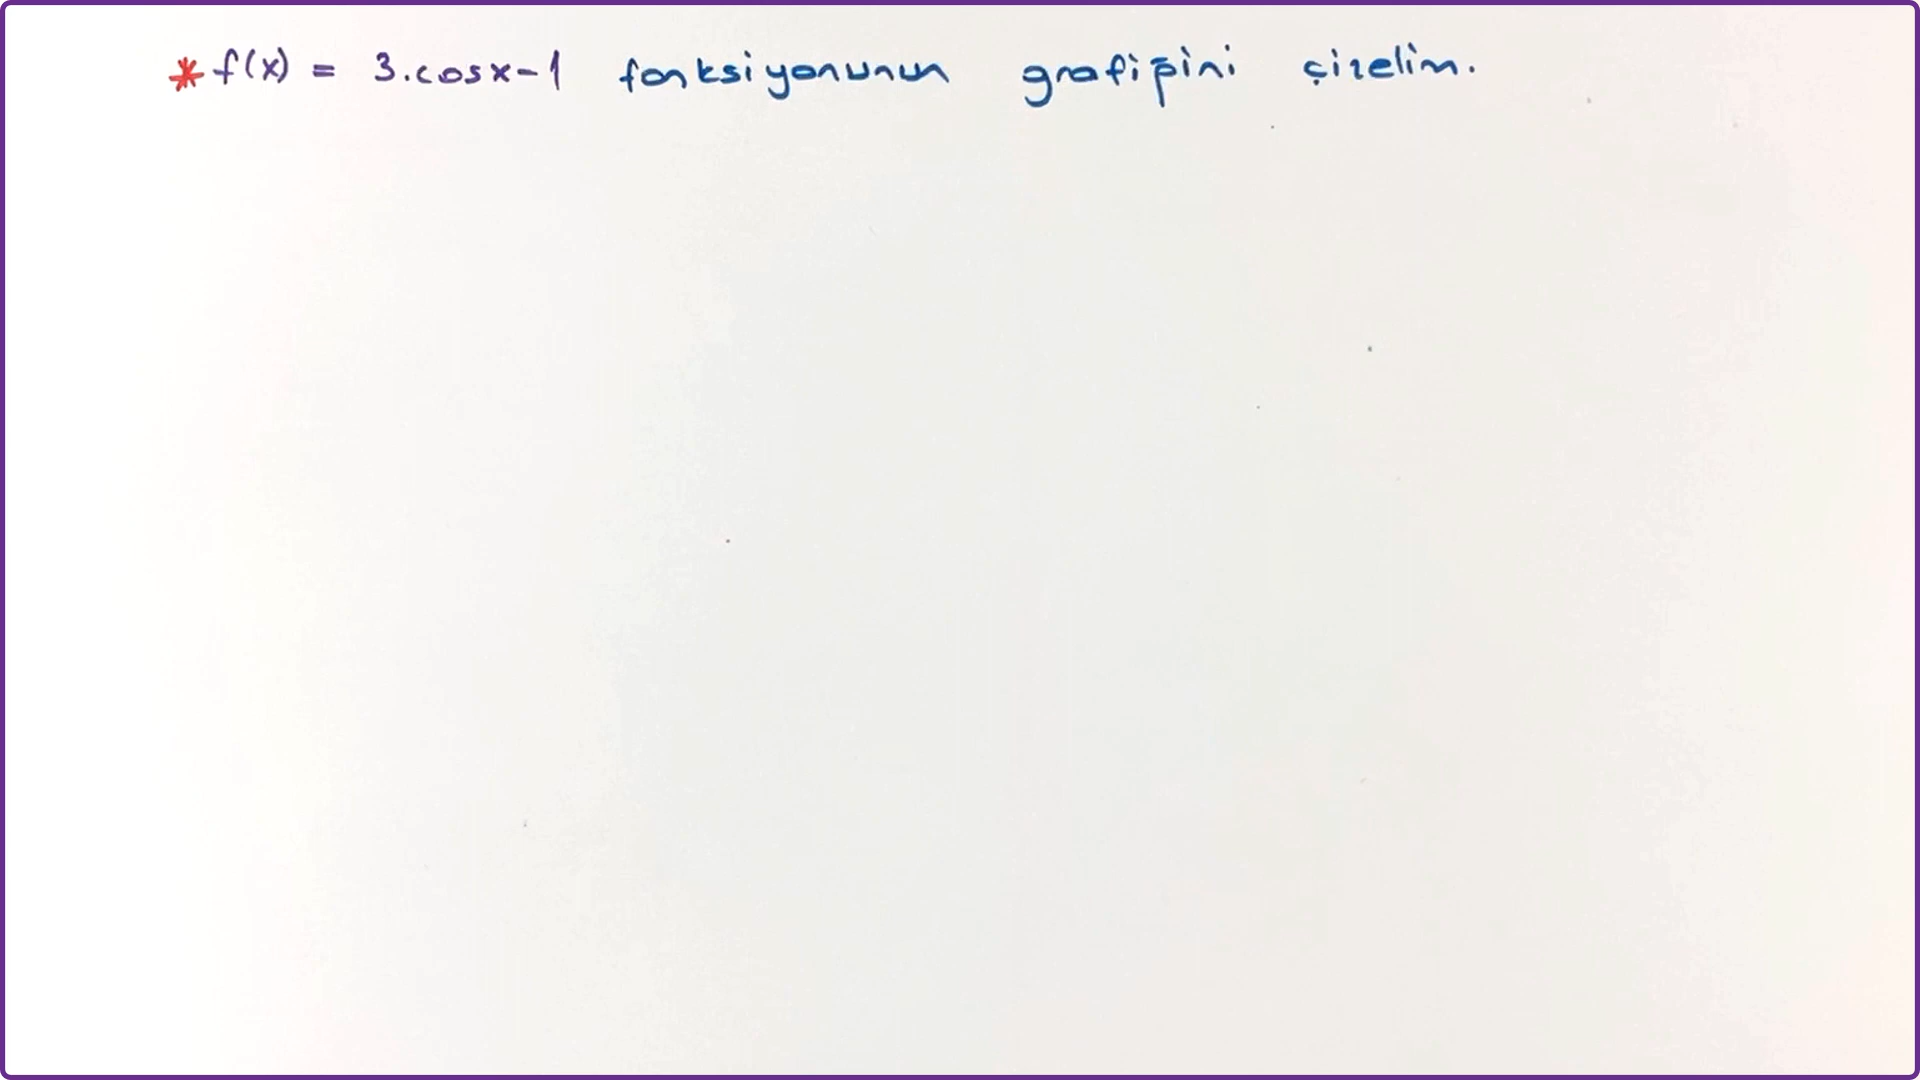 * f(x) = 3.cosx-1 fonksiyonunun grafiğini çizelim.